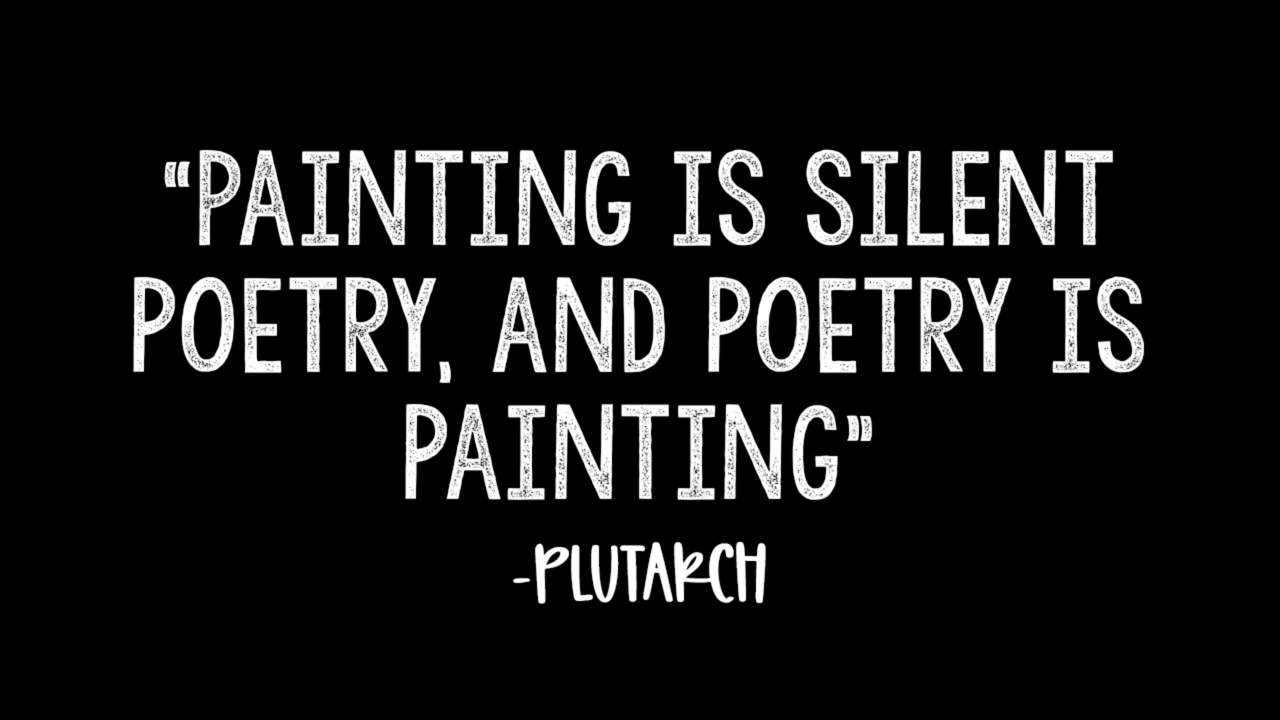 “PAINTING IS SILENT
POETRY, AND POETRY IS
PAINTING”
-PLUTARCH